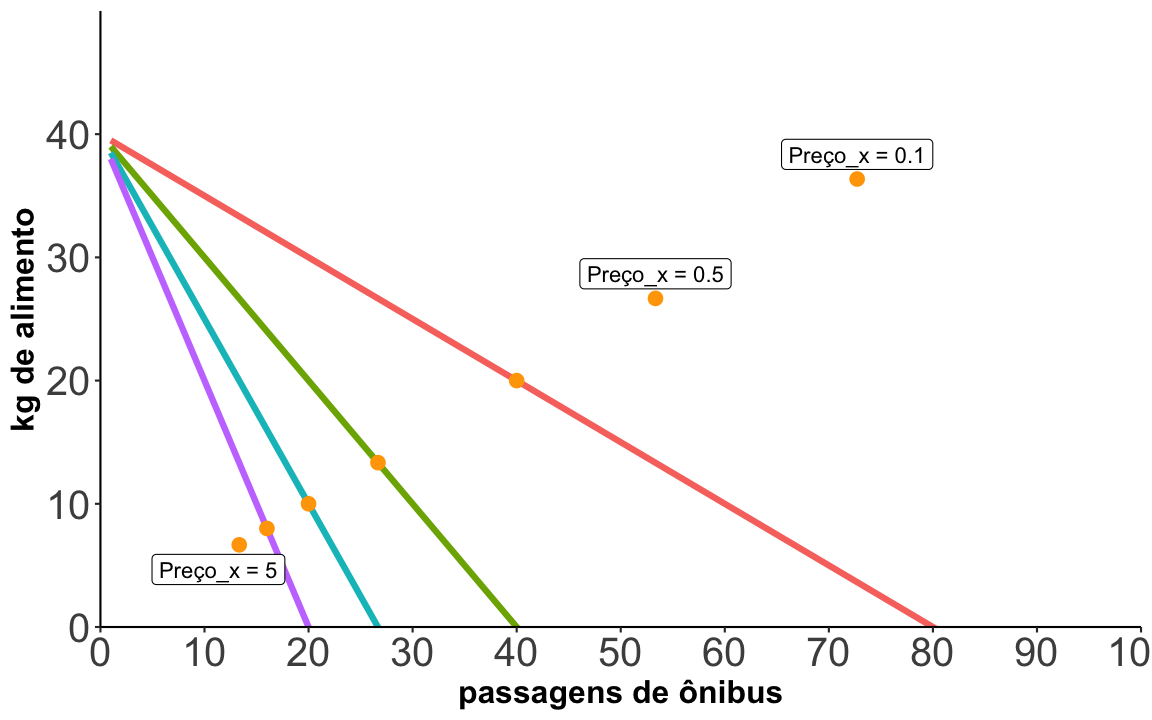 Preço_x = 0.1
Preço_x = 0.5
Preço_x = 5
kg de alimento
40
30
20
10
0
0 10 20 30 40 50 60 70 80 90 10
passagens de ônibus